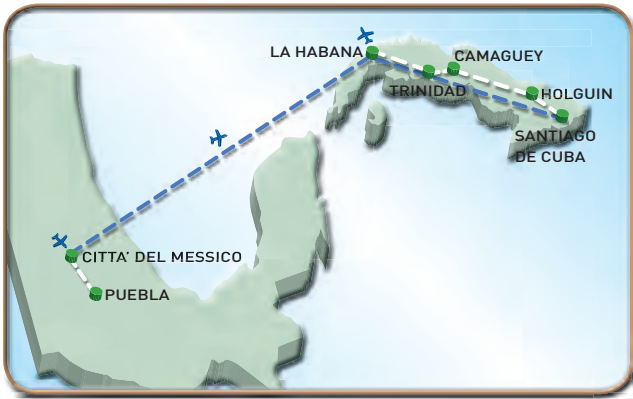 LA HABANA
CAMAGUEY
TRINIDAD
HOLGUIN
SANTIAGO
DE CUBA
CITTA' DEL MESSICO
PUEBLA